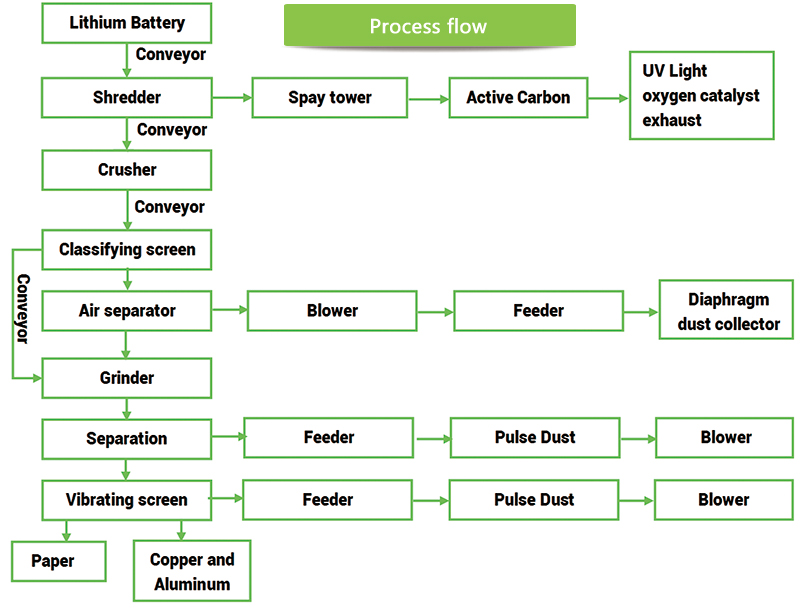 Process flow
Lithium Battery
Conveyor
Shredder
Spay tower
Active Carbon
UV Light
oxygen catalyst
exhaust
Conveyor
Crusher
Conveyor
Classifying screen
Conveyor
Air separator
Blower
Feeder
Diaphragm
dust collector
Grinder
Separation
Feeder
Pulse Dust
Blower
Vibrating screen
Feeder
Pulse Dust
Blower
Paper
Copper and
Aluminum